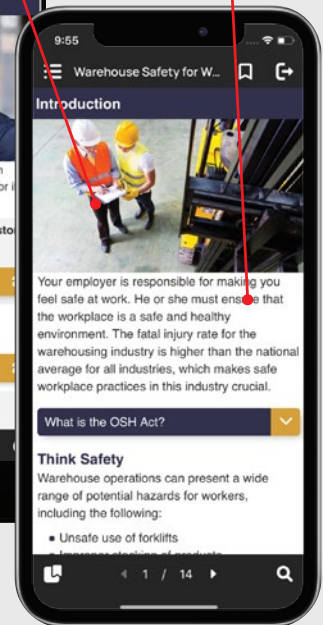 9:55
Warehouse Safety for W...
Introduction
Your employer is responsible for making you
feel safe at work. He or she must ensure that
the workplace is a safe and healthy
environment. The fatal injury rate for the
warehousing industry is higher than the national
average for all industries, which makes safe
workplace practices in this industry crucial.
What is the OSH Act?
Think Safety
Warehouse operations can present a wide
range of potential hazards for workers,
including the following:
• Unsafe use of forklifts
• Improper stacking of products
1 / 14